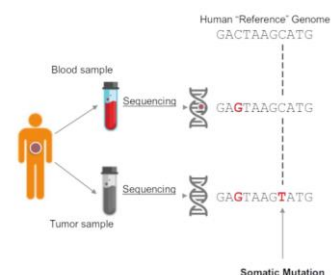 Human "Reference" Genome
GACTAAGCATG
Blood sample
Sequencing
GAGTAAGCATG
Sequencing
GAGTAAGTATG
Tumor sample
Somatic Mutation